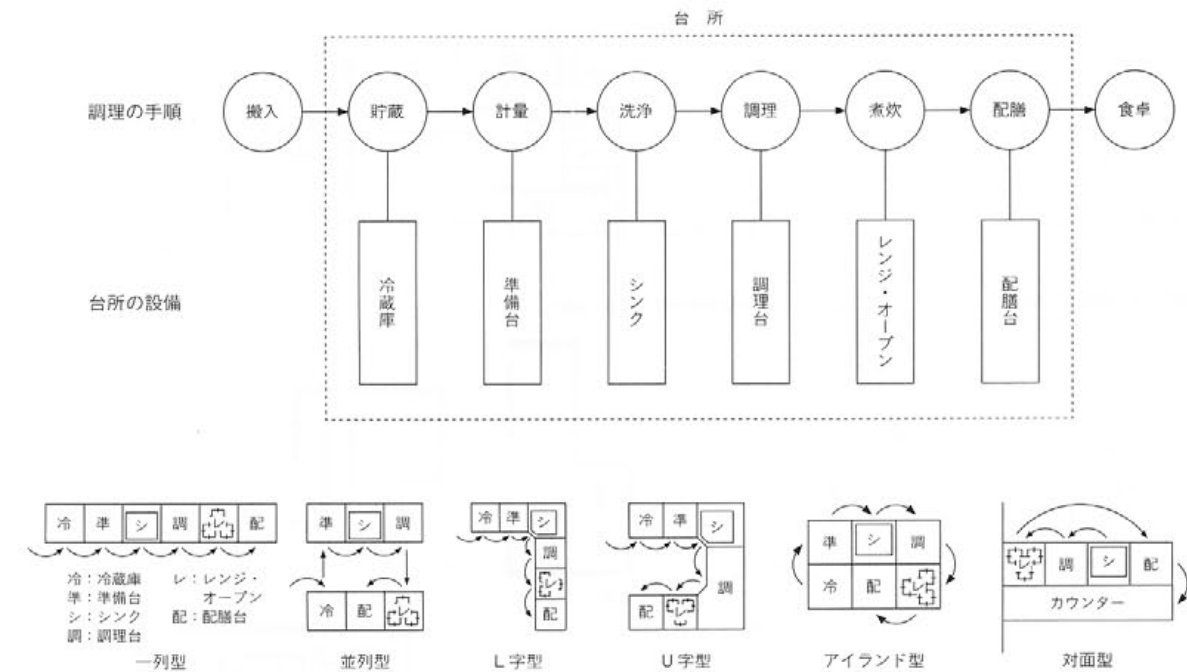 台所
調理の手順
搬入
貯蔵
計量
洗浄
調理
煮炊
配膳
食卓
台所の設備
冷蔵庫
準備台
シンク
調理台
レンジ・オーブン
配膳台
冷 準 シ 調 レ 配
冷：冷蔵庫
準：準備台
シ：シンク
調：調理台
レ：レンジ・
オーブン
配：配膳台
一列型
準 シ 調
冷 配 レ
並列型
冷 準 シ
調
レ
配
L字型
冷 準 シ
調
配 レ
U字型
準 シ 調
冷 配 レ
アイランド型
レ 調 シ 配
カウンター
対面型